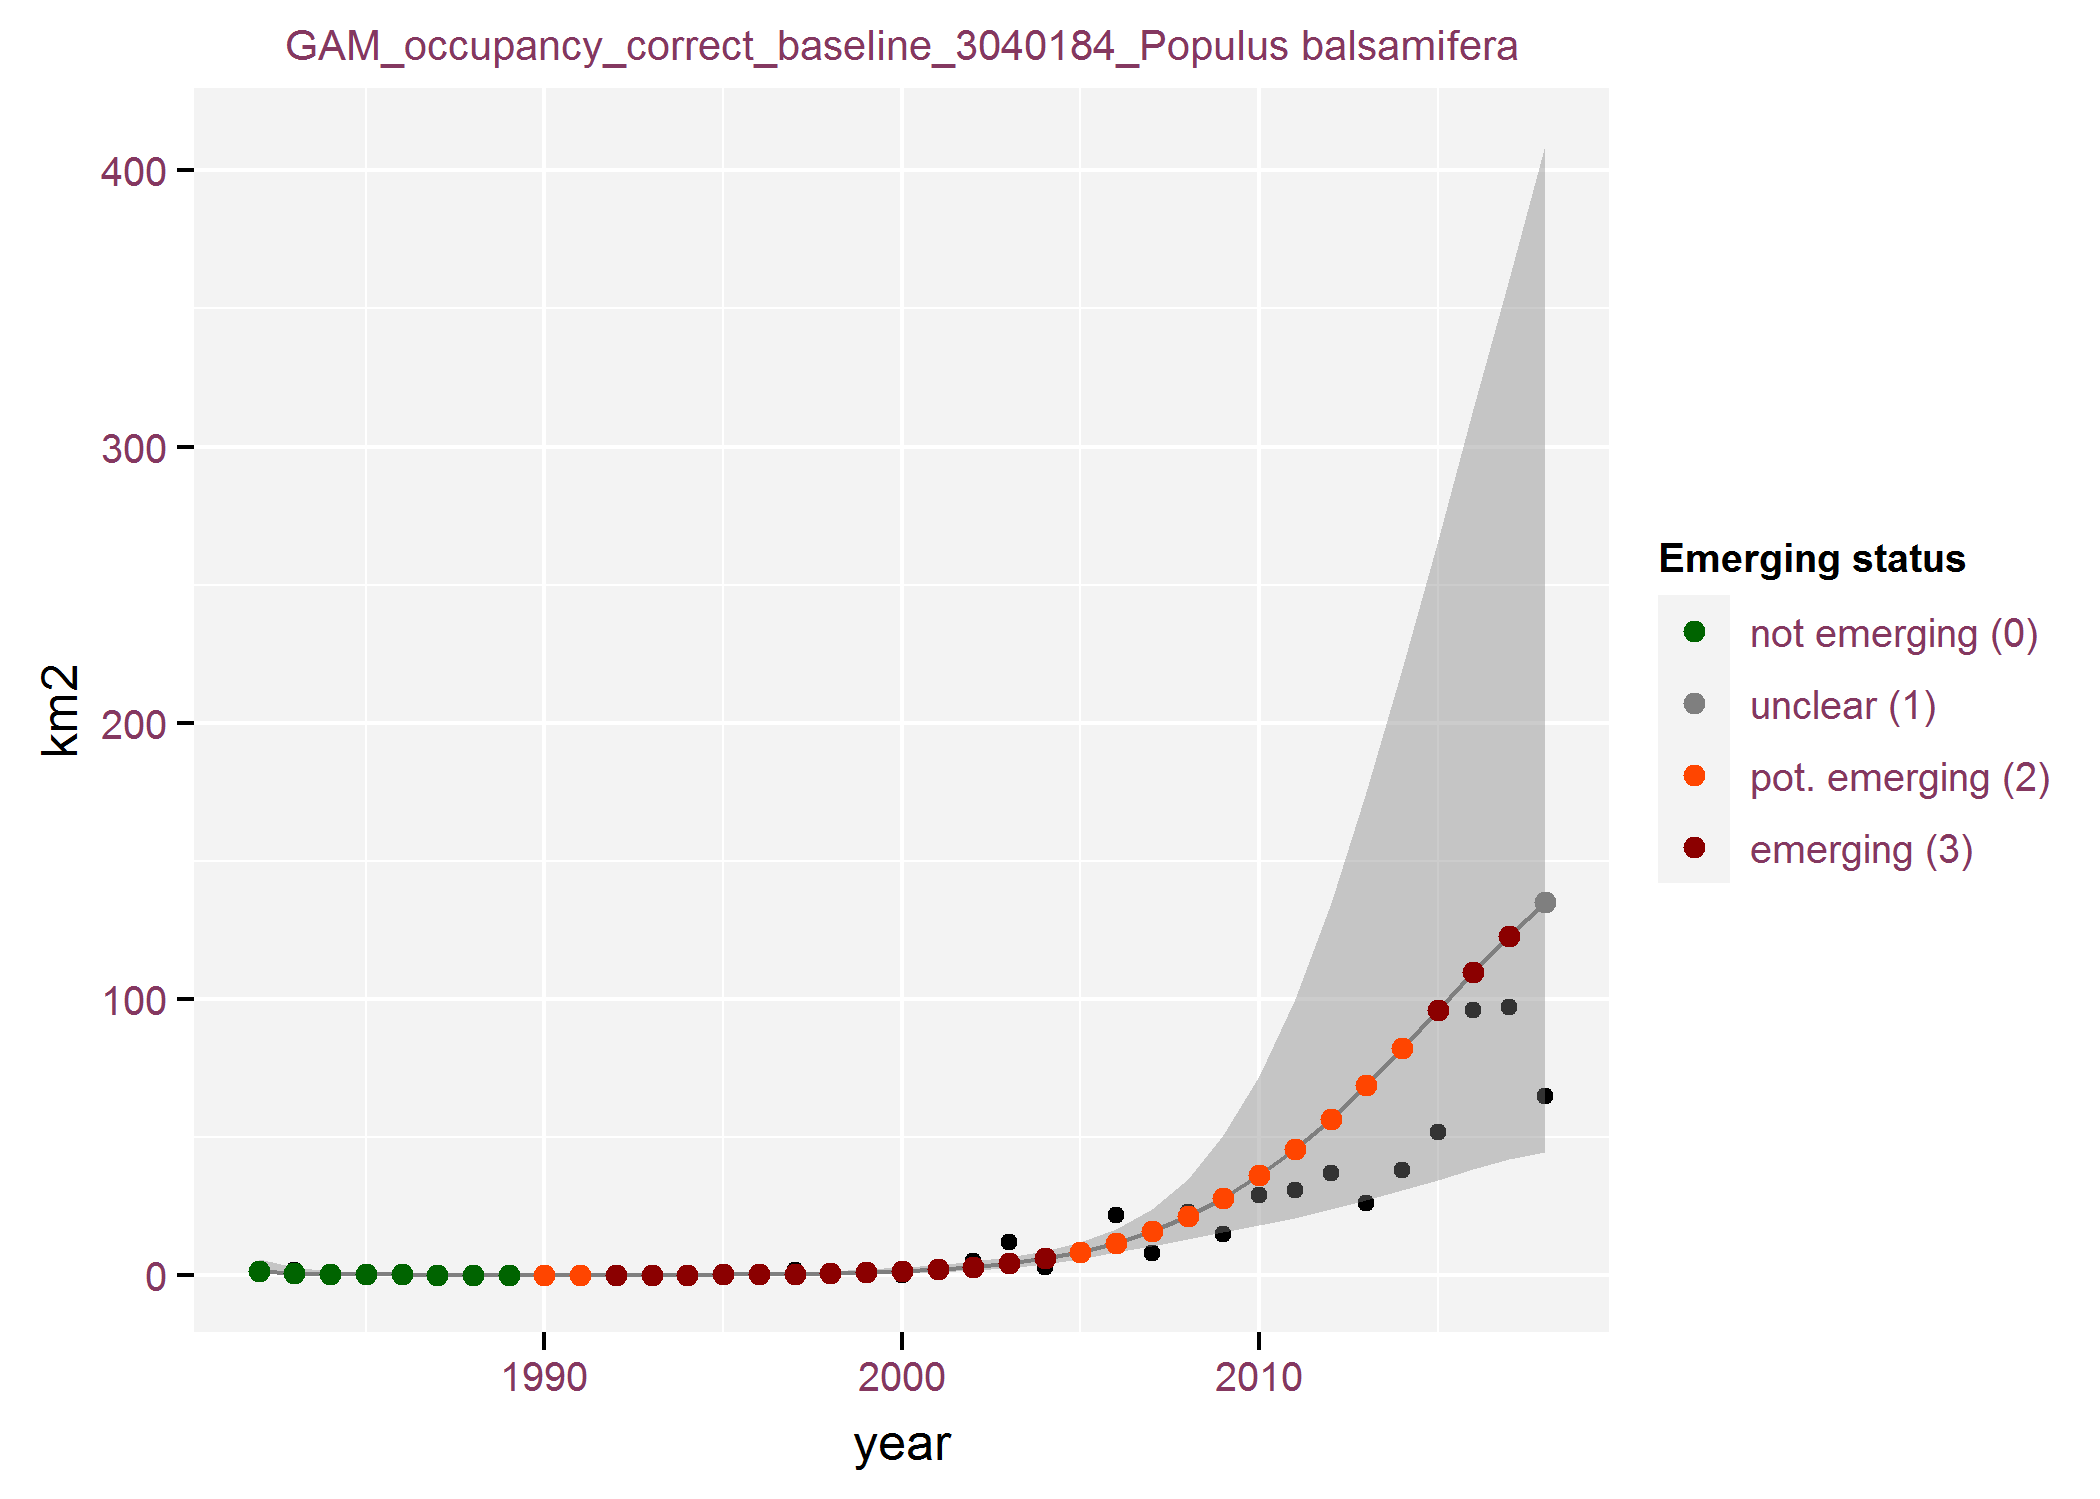 GAM_occupancy_correct_baseline_3040184_Populus balsamifera
400
300
200
100
0
km2
1990
2000
2010
year
Emerging status
not emerging (0)
unclear (1)
pot. emerging (2)
emerging (3)